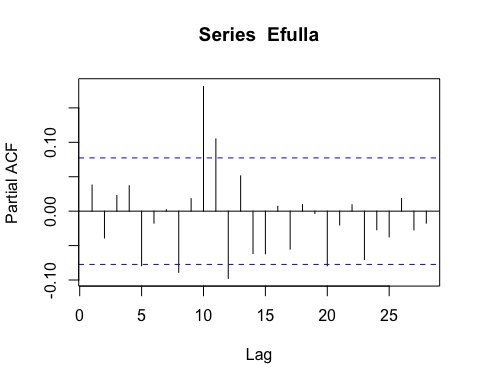 Series Efulla
Partial ACF
-0.10 0.00 0.10
0 5 10 15 20 25
Lag